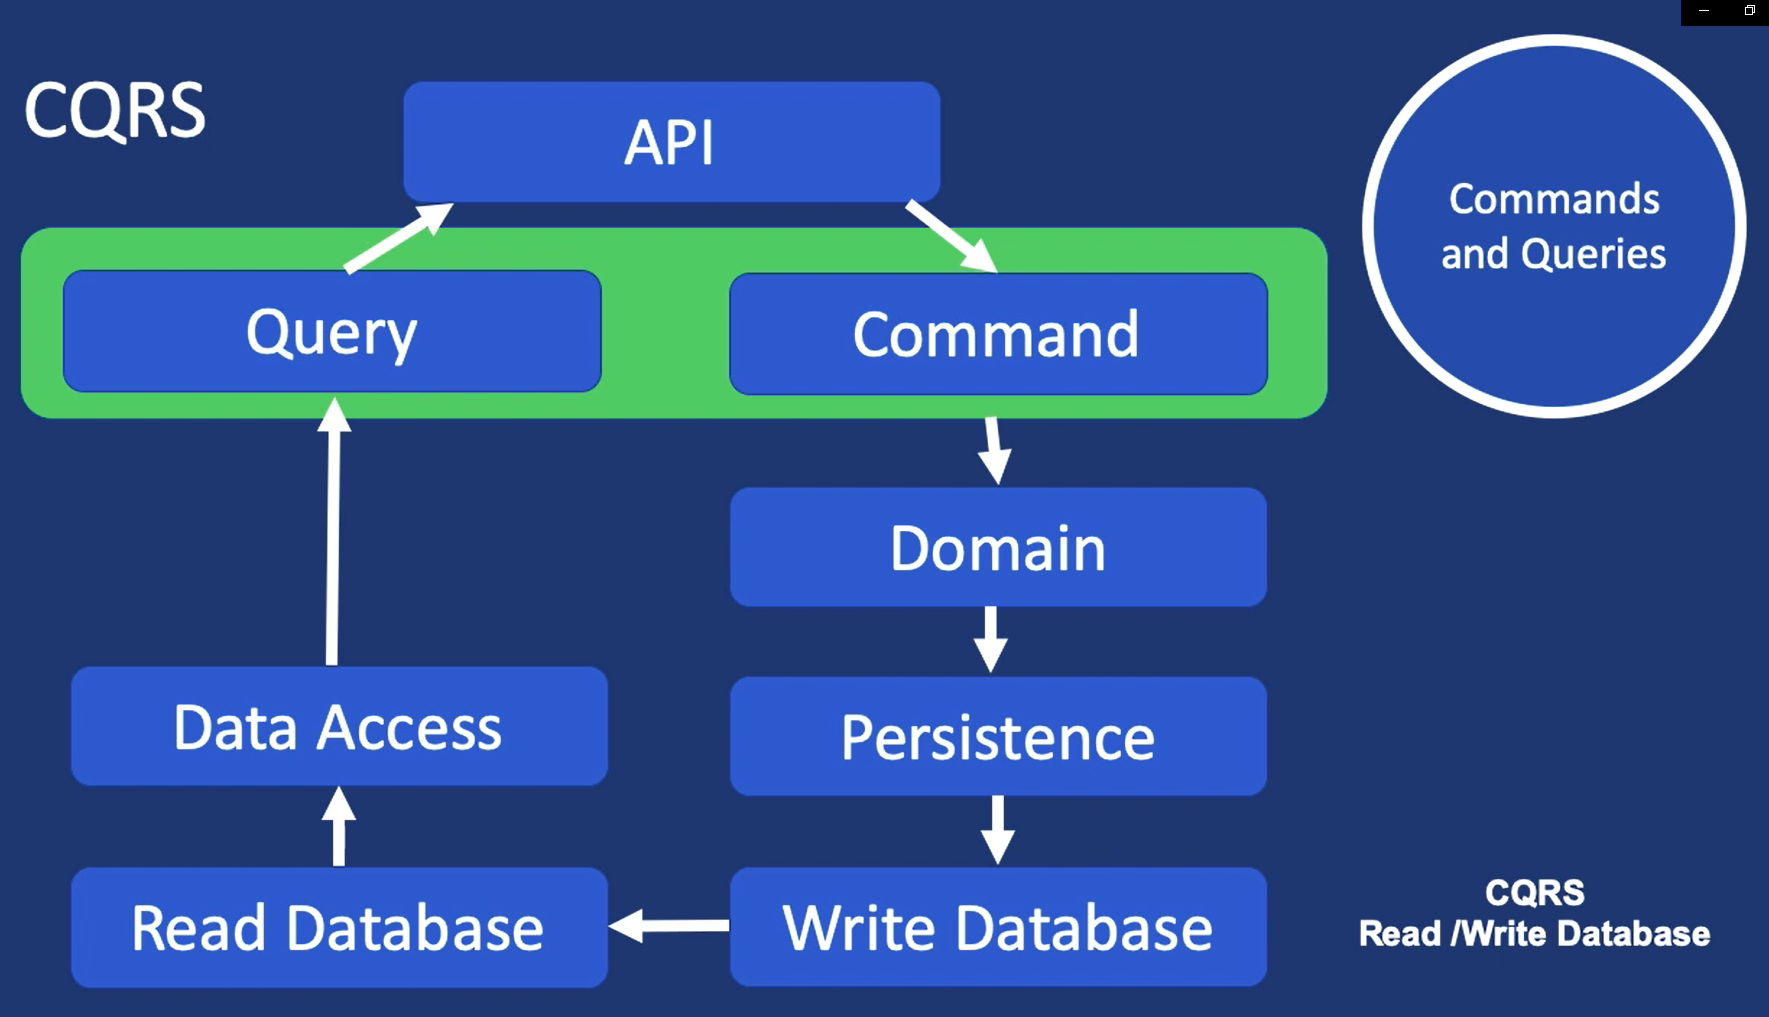 CQRS
API
Commands
and Queries
Query
Command
Domain
Data Access
Persistence
Read Database
Write Database
CQRS
Read /Write Database